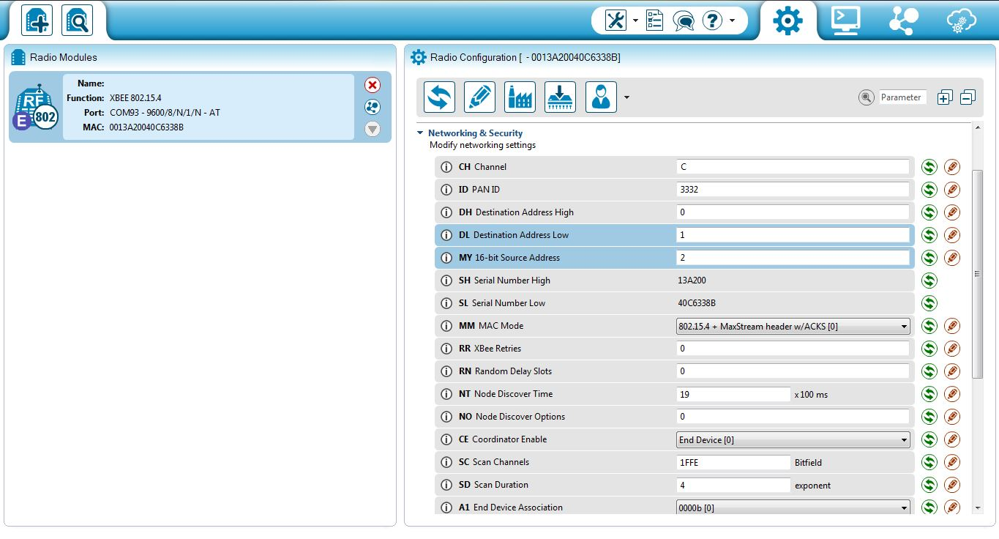 Radio Modules
RF
E
802
Name:
Function: XBEE 802.15.4
Port: COM93 - 9600/8/N/1/N - AT
MAC: 0013A20040C6338B
Radio Configuration [ - 0013A20040C6338B]
Parameter
Networking & Security
Modify networking settings
CH Channel C
ID PAN ID 3332
DH Destination Address High 0
DL Destination Address Low 1
MY 16-bit Source Address 2
SH Serial Number High 13A200
SL Serial Number Low 40C6338B
MM MAC Mode 802.15.4 + MaxStream header w/ACKS [0]
RR XBee Retries 0
RN Random Delay Slots 0
NT Node Discover Time 19 x 100 ms
NO Node Discover Options 0
CE Coordinator Enable End Device [0]
SC Scan Channels 1FFE Bitfield
SD Scan Duration 4 exponent
A1 End Device Association 0000b [0]